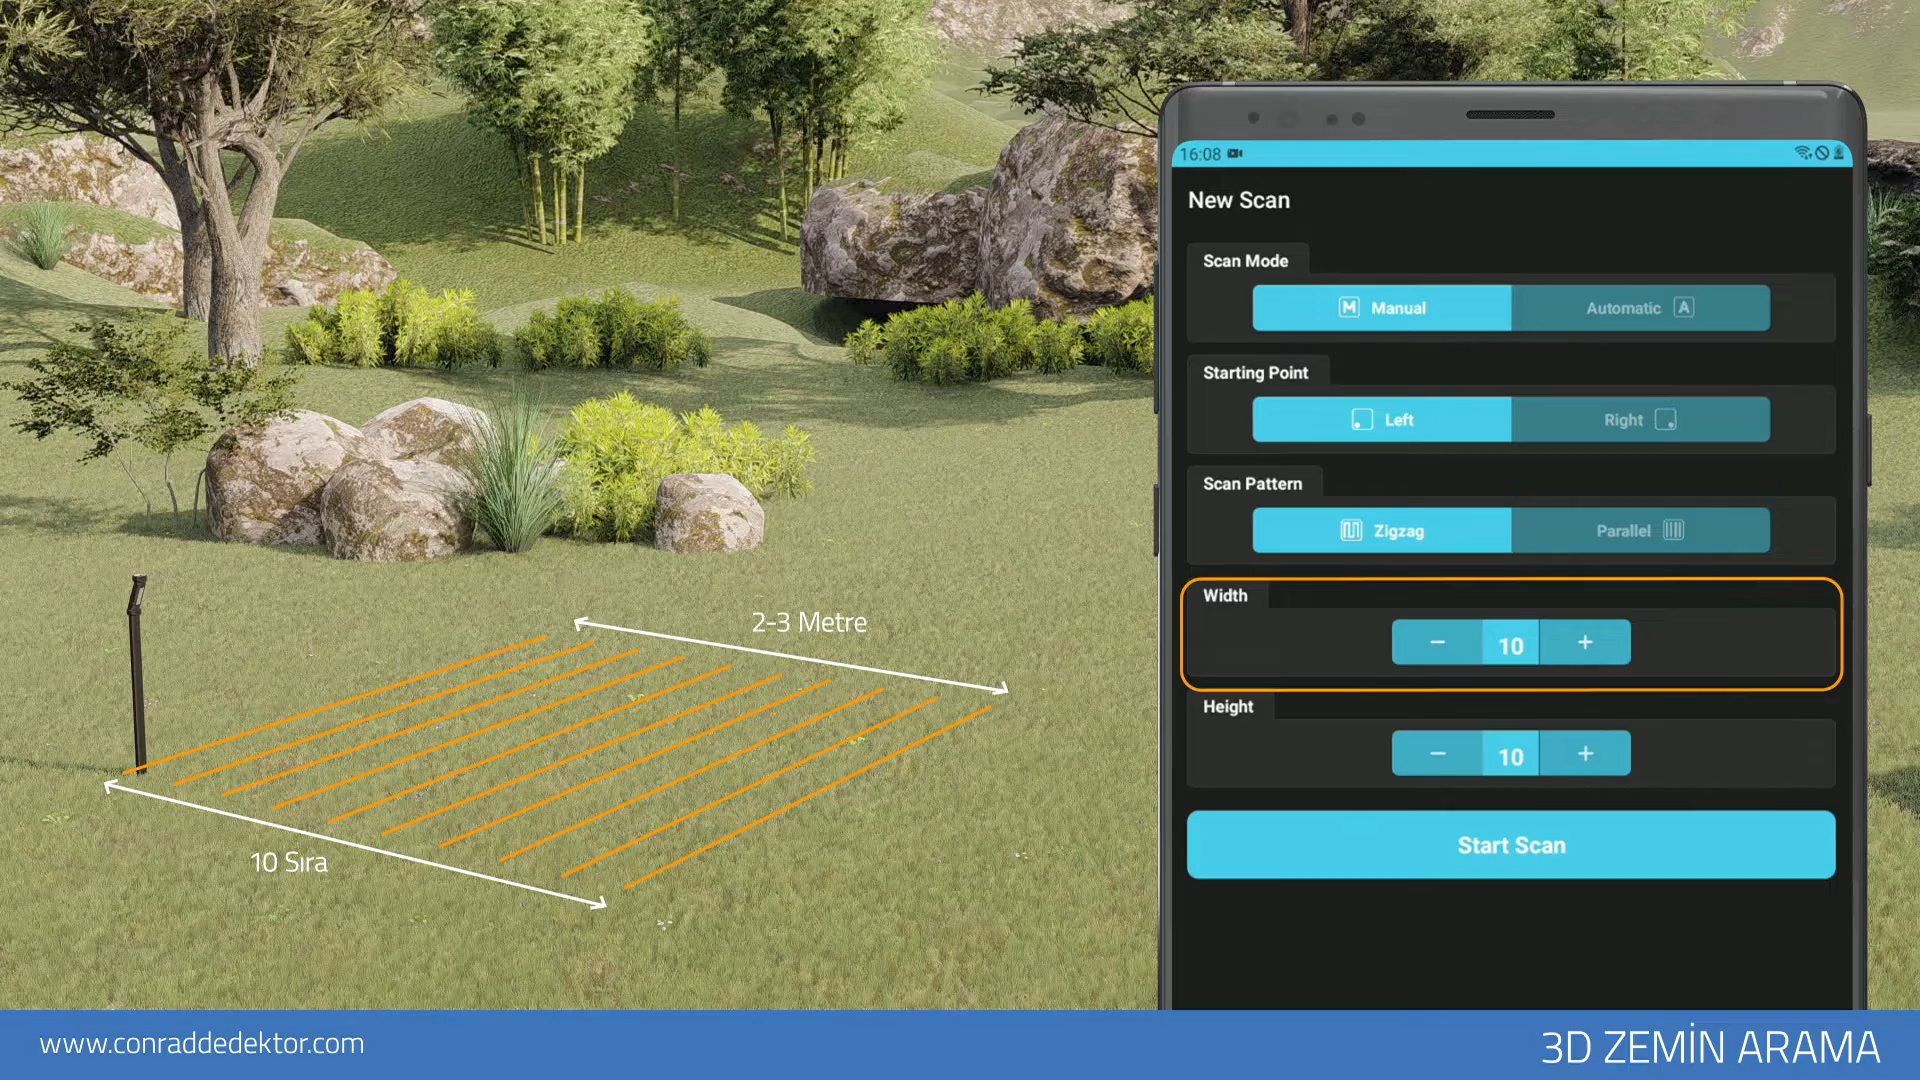 16:08
New Scan
Scan Mode
M Manual
Automatic A
Starting Point
Left
Right
Scan Pattern
Zigzag
Parallel
Width
− 10 +
Height
− 10 +
Start Scan
2-3 Metre
10 Sıra
www.conraddedektor.com
3D ZEMİN ARAMA